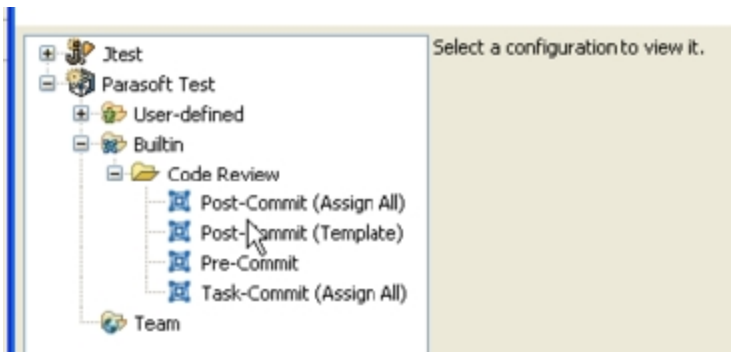 Jtest
Select a configuration to view it.
Parasoft Test
User-defined
Builtin
Code Review
Post-Commit (Assign All)
Post-Commit (Template)
Pre-Commit
Task-Commit (Assign All)
Team